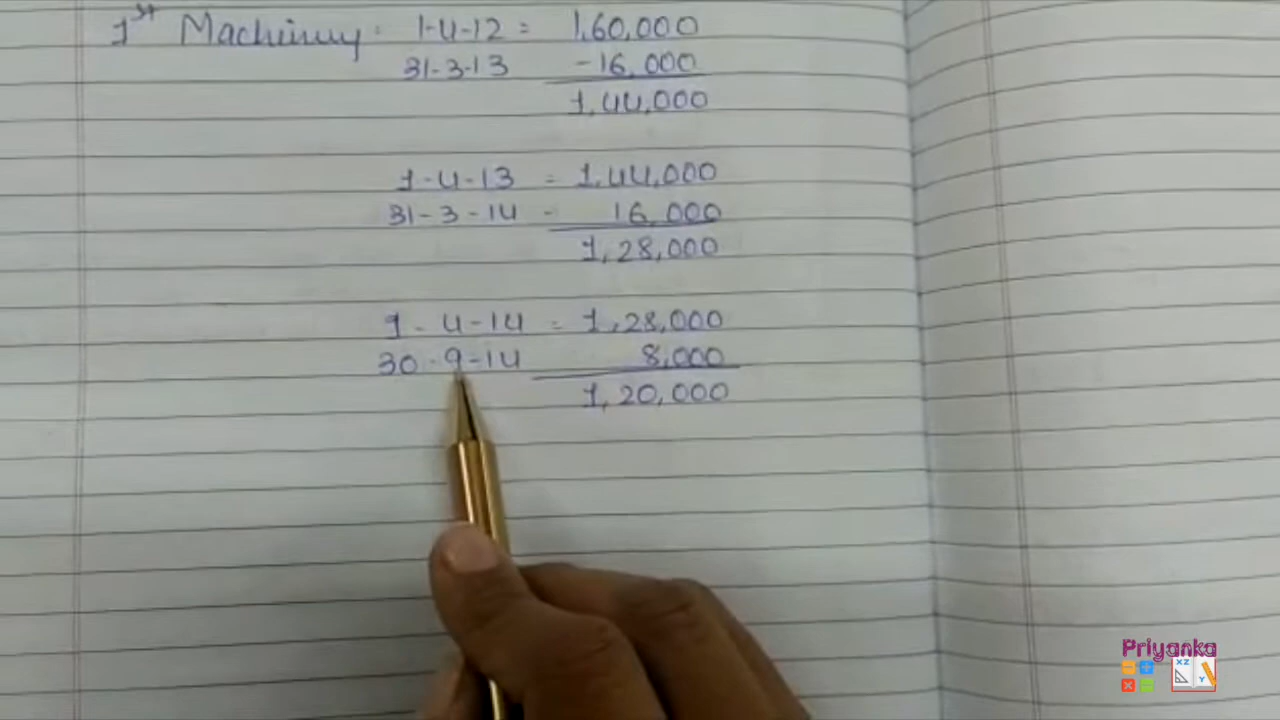 1st Machinery. 1-4-12 = 1,60,000
31-3-13 -16,000
1,44,000
1-4-13 = 1,44,000
31-3-14 - 16,000
1,28,000
1-4-14 = 1,28,000
30-9-14 8,000
1,20,000
Priyanka
XZ
Y